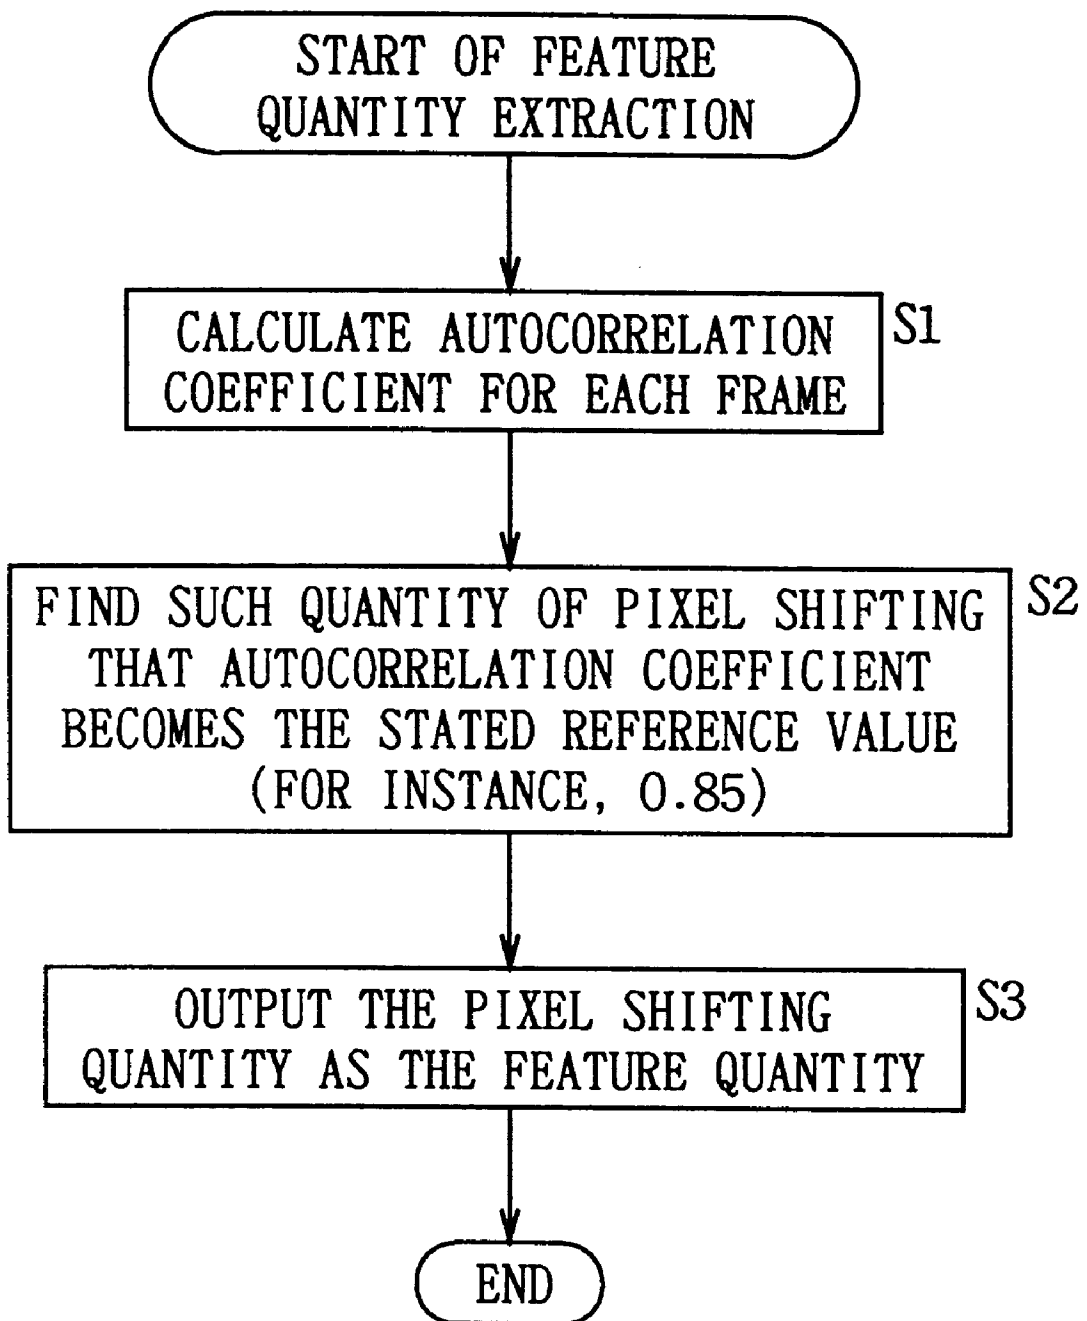 START OF FEATURE
QUANTITY EXTRACTION
CALCULATE AUTOCORRELATION
COEFFICIENT FOR EACH FRAME
S1
FIND SUCH QUANTITY OF PIXEL SHIFTING
THAT AUTOCORRELATION COEFFICIENT
BECOMES THE STATED REFERENCE VALUE
(FOR INSTANCE, 0.85)
S2
OUTPUT THE PIXEL SHIFTING
QUANTITY AS THE FEATURE QUANTITY
S3
END